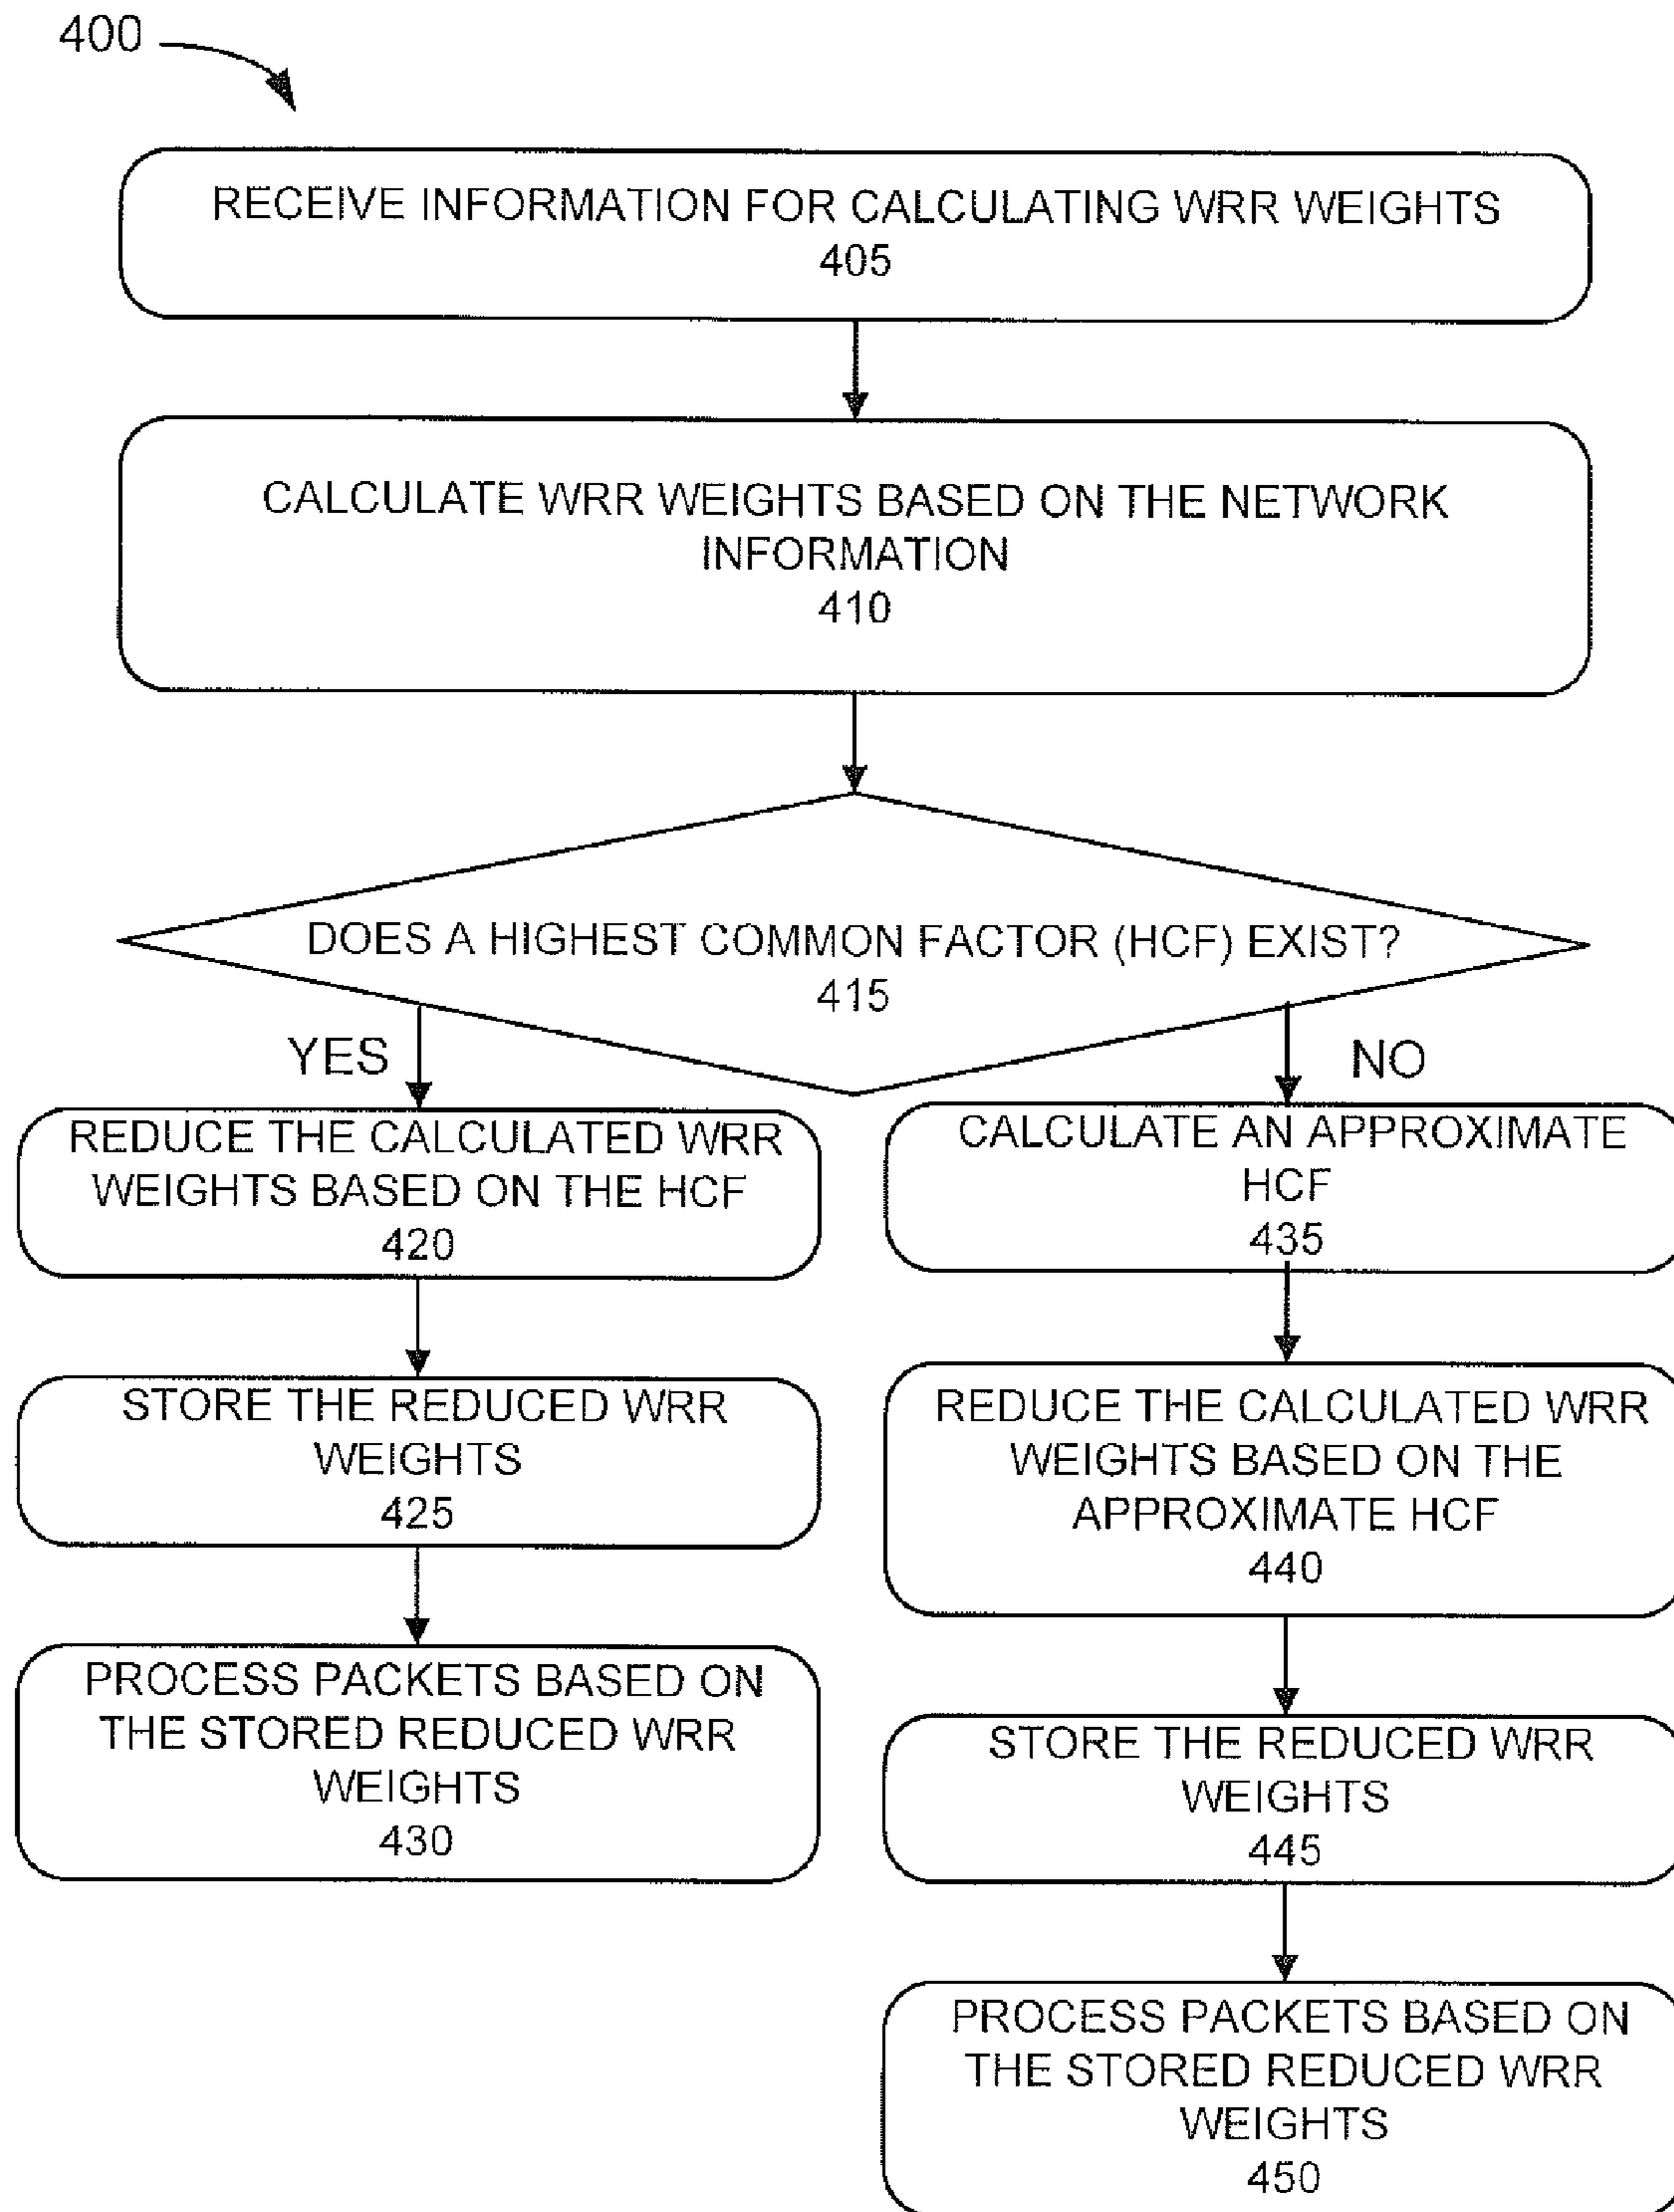 400
RECEIVE INFORMATION FOR CALCULATING WRR WEIGHTS
405
CALCULATE WRR WEIGHTS BASED ON THE NETWORK
INFORMATION
410
DOES A HIGHEST COMMON FACTOR (HCF) EXIST?
415
YES
NO
REDUCE THE CALCULATED WRR
WEIGHTS BASED ON THE HCF
420
STORE THE REDUCED WRR
WEIGHTS
425
PROCESS PACKETS BASED ON
THE STORED REDUCED WRR
WEIGHTS
430
CALCULATE AN APPROXIMATE
HCF
435
REDUCE THE CALCULATED WRR
WEIGHTS BASED ON THE
APPROXIMATE HCF
440
STORE THE REDUCED WRR
WEIGHTS
445
PROCESS PACKETS BASED ON
THE STORED REDUCED WRR
WEIGHTS
450